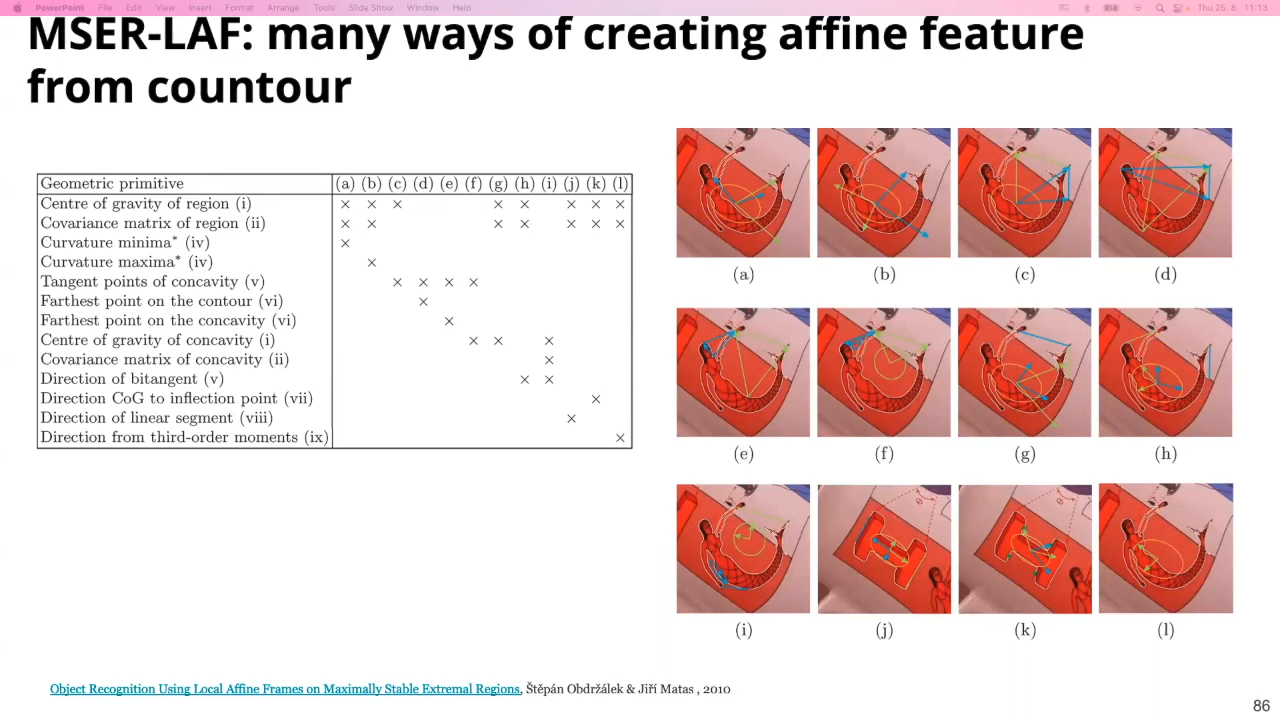 PowerPoint File Edit View Insert Format Arrange Tools Slide Show Window Help Thu 25. 8. 11:13
MSER-LAF: many ways of creating affine feature
from countour
Geometric primitive (a) (b) (c) (d) (e) (f) (g) (h) (i) (j) (k) (l)
Centre of gravity of region (i) × × × × × × × ×
Covariance matrix of region (ii) × × × × × × ×
Curvature minima* (iv) ×
Curvature maxima* (iv) ×
Tangent points of concavity (v) × × × ×
Farthest point on the contour (vi) ×
Farthest point on the concavity (vi) ×
Centre of gravity of concavity (i) × × ×
Covariance matrix of concavity (ii) ×
Direction of bitangent (v) × ×
Direction CoG to inflection point (vii) ×
Direction of linear segment (viii) ×
Direction from third-order moments (ix) ×
(a) (b) (c) (d)
(e) (f) (g) (h)
(i) (j) (k) (l)
Object Recognition Using Local Affine Frames on Maximally Stable Extremal Regions, Štěpán Obdržálek & Jiří Matas , 2010
86